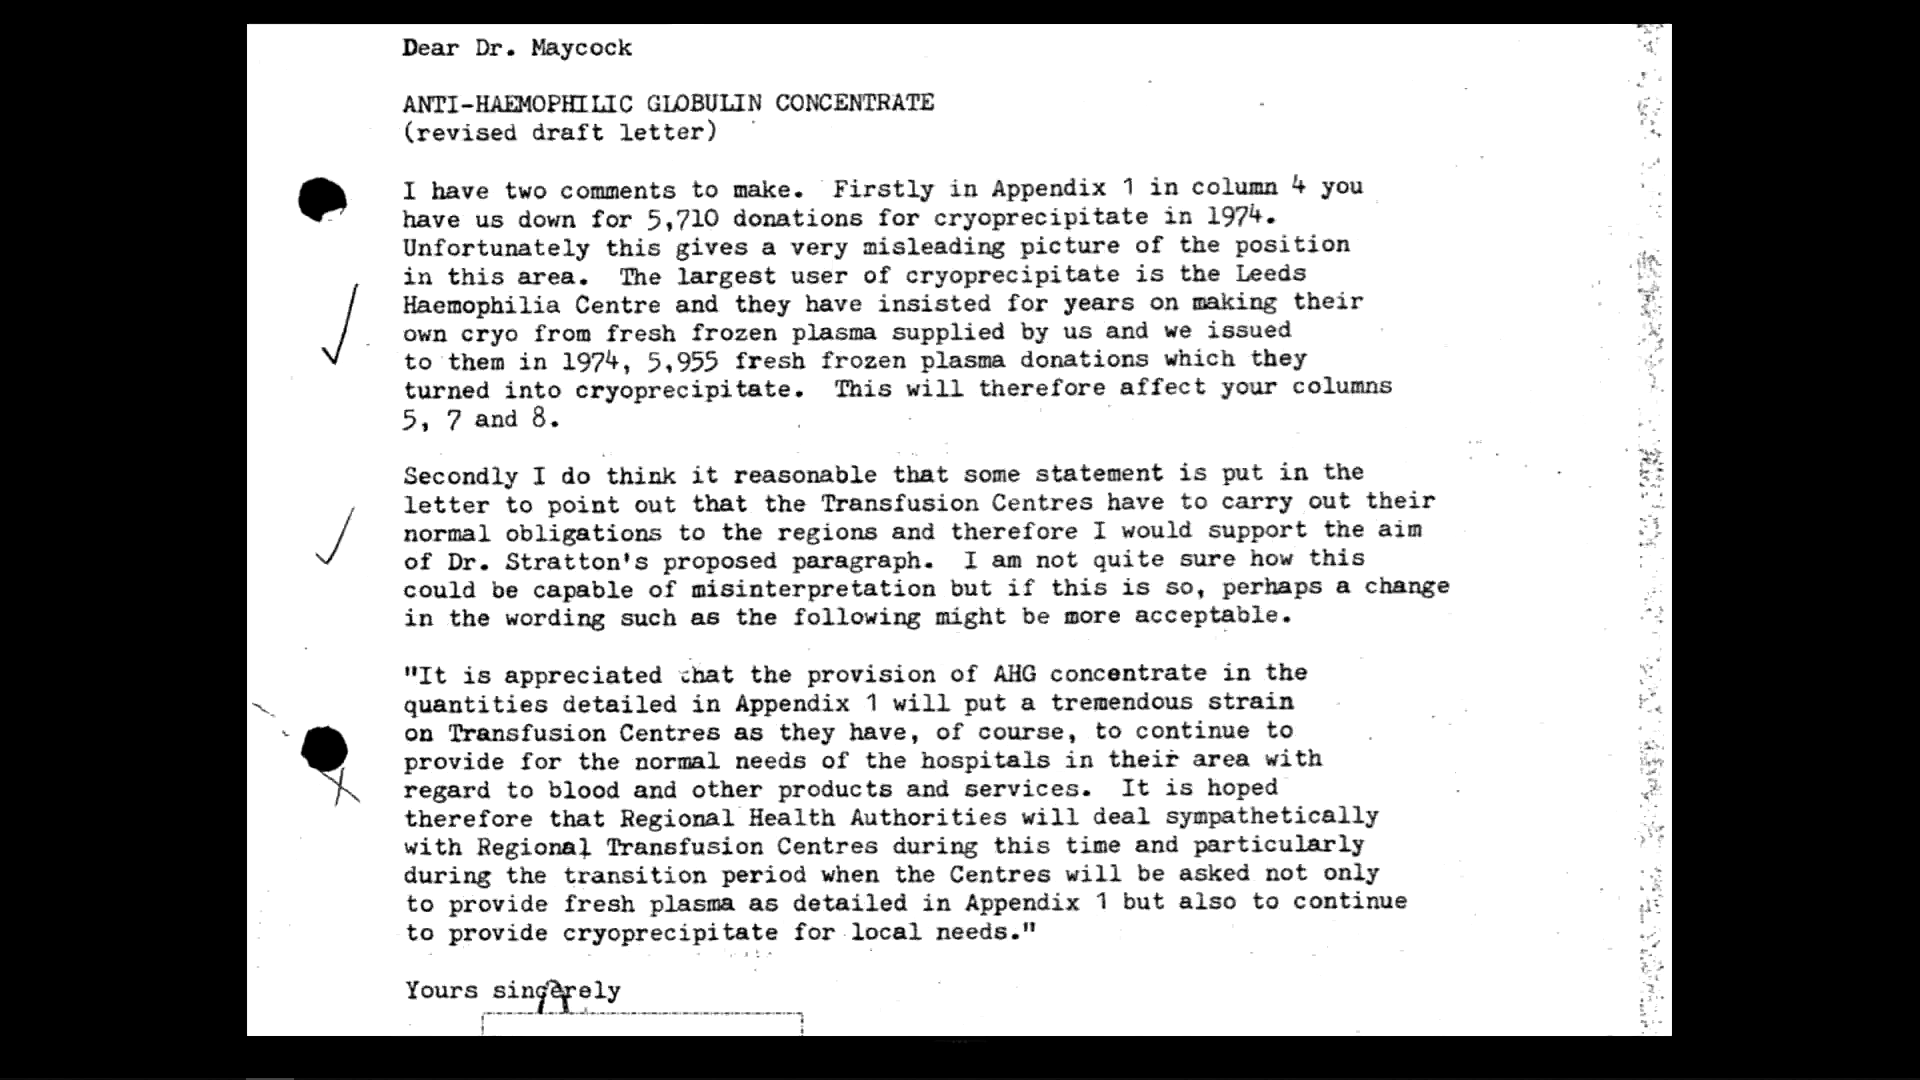 Dear Dr. Maycock
ANTI-HAEMOPHILIC GLOBULIN CONCENTRATE
(revised draft letter)
I have two comments to make. Firstly in Appendix 1 in column 4 you
have us down for 5,710 donations for cryoprecipitate in 1974.
Unfortunately this gives a very misleading picture of the position
in this area. The largest user of cryoprecipitate is the Leeds
Haemophilia Centre and they have insisted for years on making their
own cryo from fresh frozen plasma supplied by us and we issued
to them in 1974, 5,955 fresh frozen plasma donations which they
turned into cryoprecipitate. This will therefore affect your columns
5, 7 and 8.
Secondly I do think it reasonable that some statement is put in the
letter to point out that the Transfusion Centres have to carry out their
normal obligations to the regions and therefore I would support the aim
of Dr. Stratton's proposed paragraph. I am not quite sure how this
could be capable of misinterpretation but if this is so, perhaps a change
in the wording such as the following might be more acceptable.
"It is appreciated that the provision of AHG concentrate in the
quantities detailed in Appendix 1 will put a tremendous strain
on Transfusion Centres as they have, of course, to continue to
provide for the normal needs of the hospitals in their area with
regard to blood and other products and services. It is hoped
therefore that Regional Health Authorities will deal sympathetically
with Regional Transfusion Centres during this time and particularly
during the transition period when the Centres will be asked not only
to provide fresh plasma as detailed in Appendix 1 but also to continue
to provide cryoprecipitate for local needs."
Yours sincerely